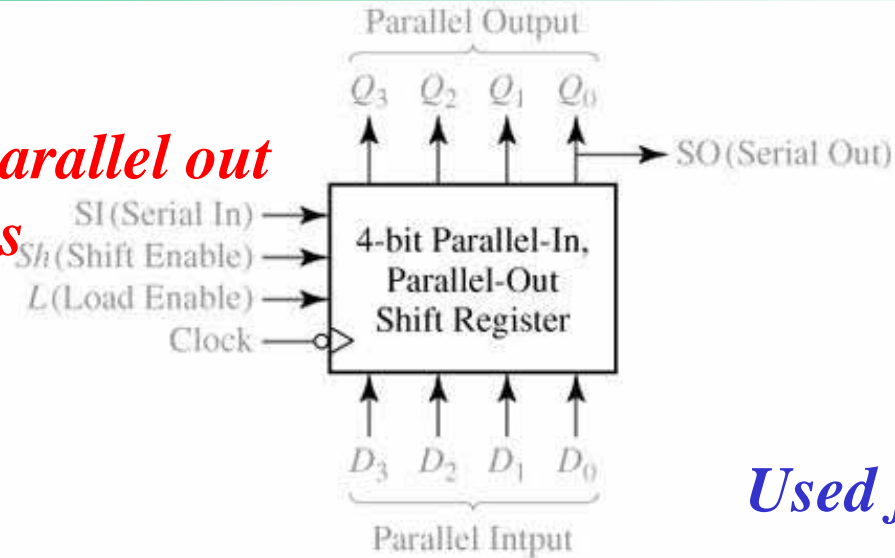 Parallel Output
Q3 Q2 Q1 Q0
SO (Serial Out)
arallel out
s
SI (Serial In)
Sh (Shift Enable)
L (Load Enable)
Clock
4-bit Parallel-In,
Parallel-Out
Shift Register
D3 D2 D1 D0
Parallel Intput
Used